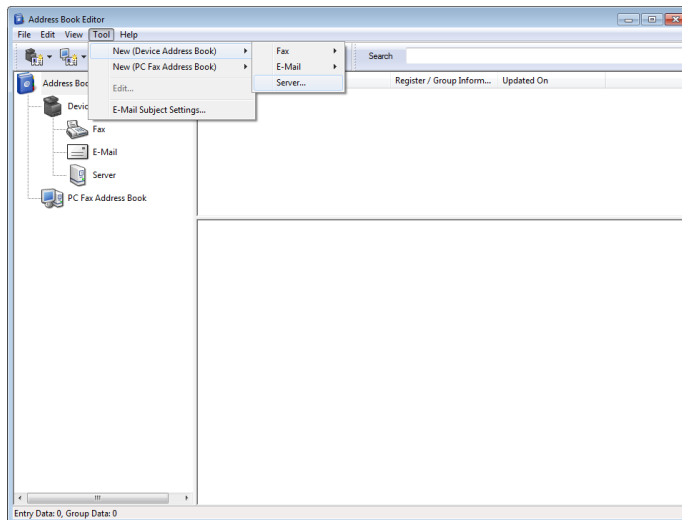 Address Book Editor
File Edit View Tool Help
New (Device Address Book)
New (PC Fax Address Book)
Edit...
E-Mail Subject Settings...
Fax
E-Mail
Server...
Search
Register / Group Inform... Updated On
Address Boo
Devic
Fax
E-Mail
Server
PC Fax Address Book
Entry Data: 0, Group Data: 0